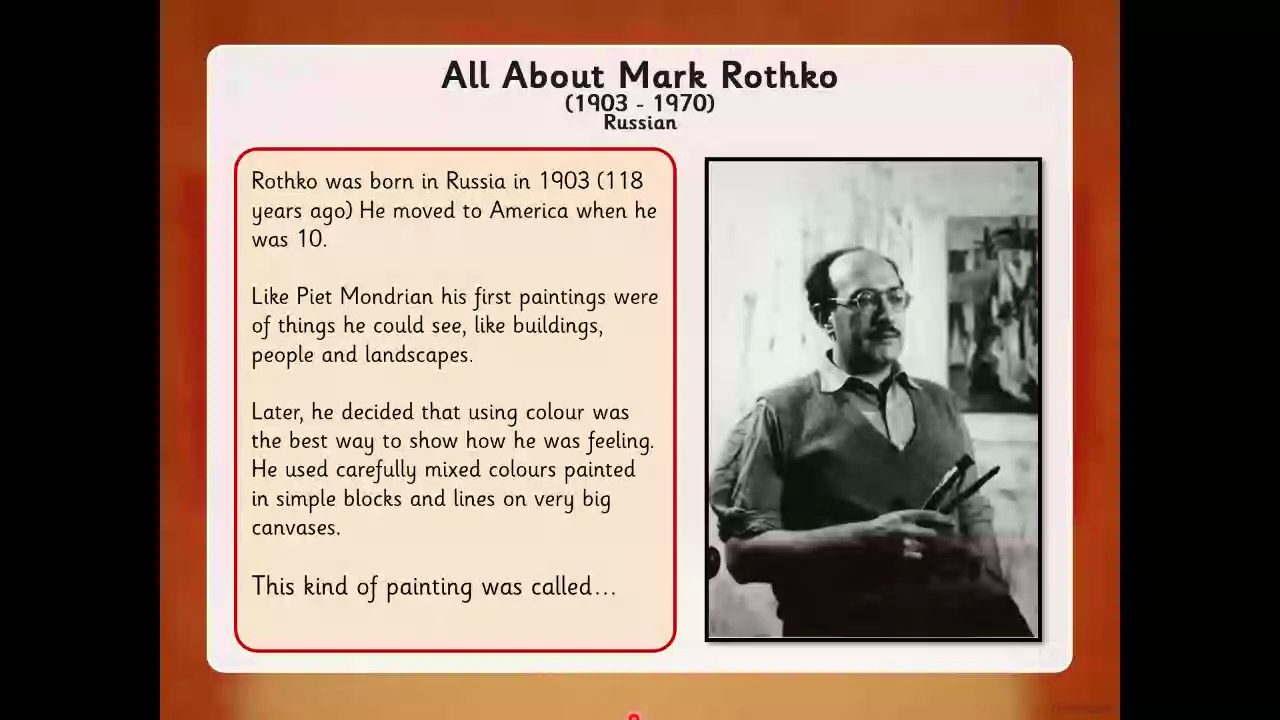 All About Mark Rothko
(1903 - 1970)
Russian
Rothko was born in Russia in 1903 (118
years ago) He moved to America when he
was 10.
Like Piet Mondrian his first paintings were
of things he could see, like buildings,
people and landscapes.
Later, he decided that using colour was
the best way to show how he was feeling.
He used carefully mixed colours painted
in simple blocks and lines on very big
canvases.
This kind of painting was called...